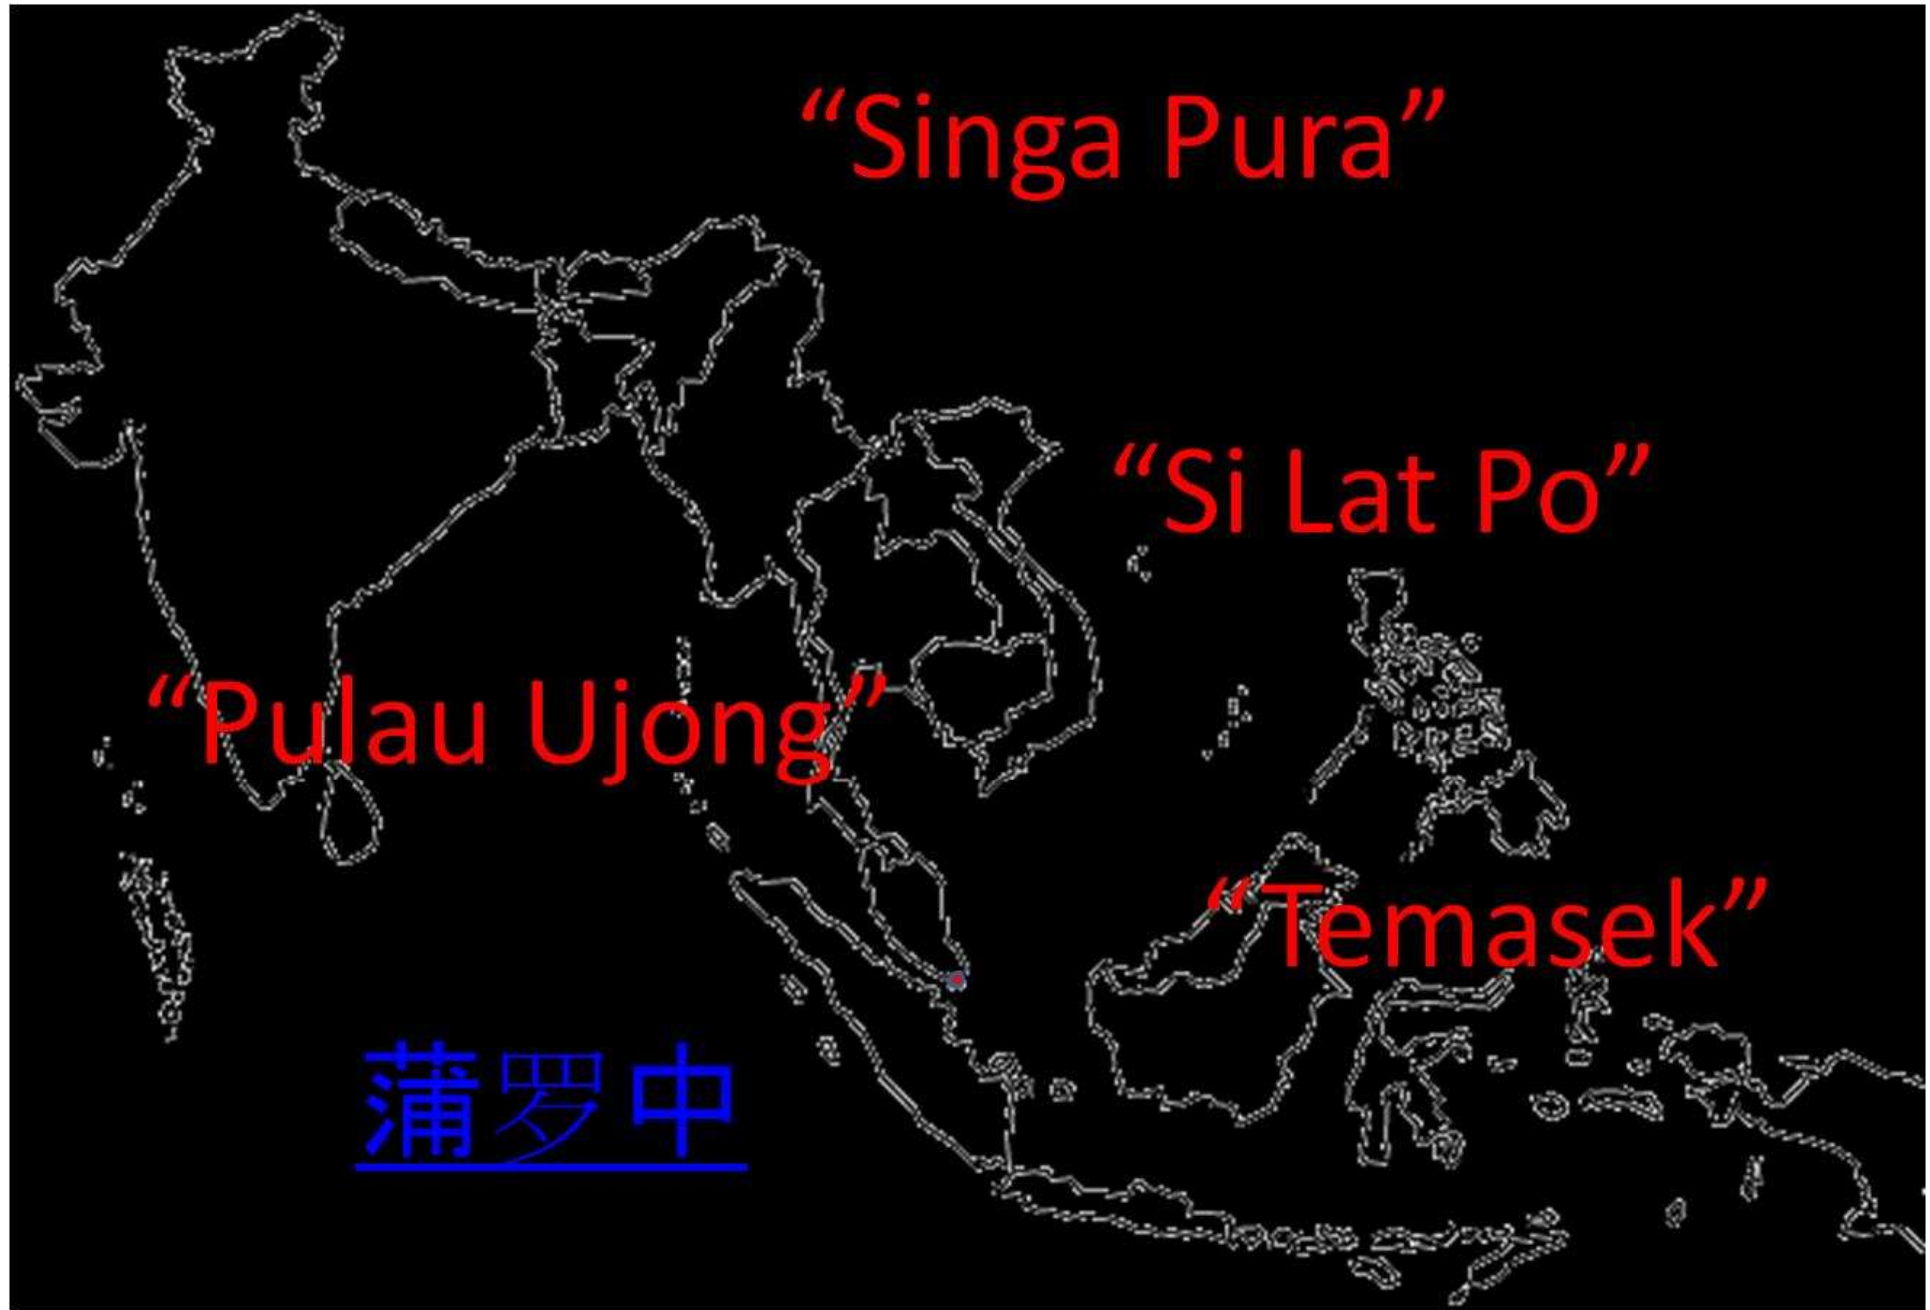 “Singa Pura”
“Si Lat Po”
“Pulau Ujong”
“Temasek”
蒲罗中